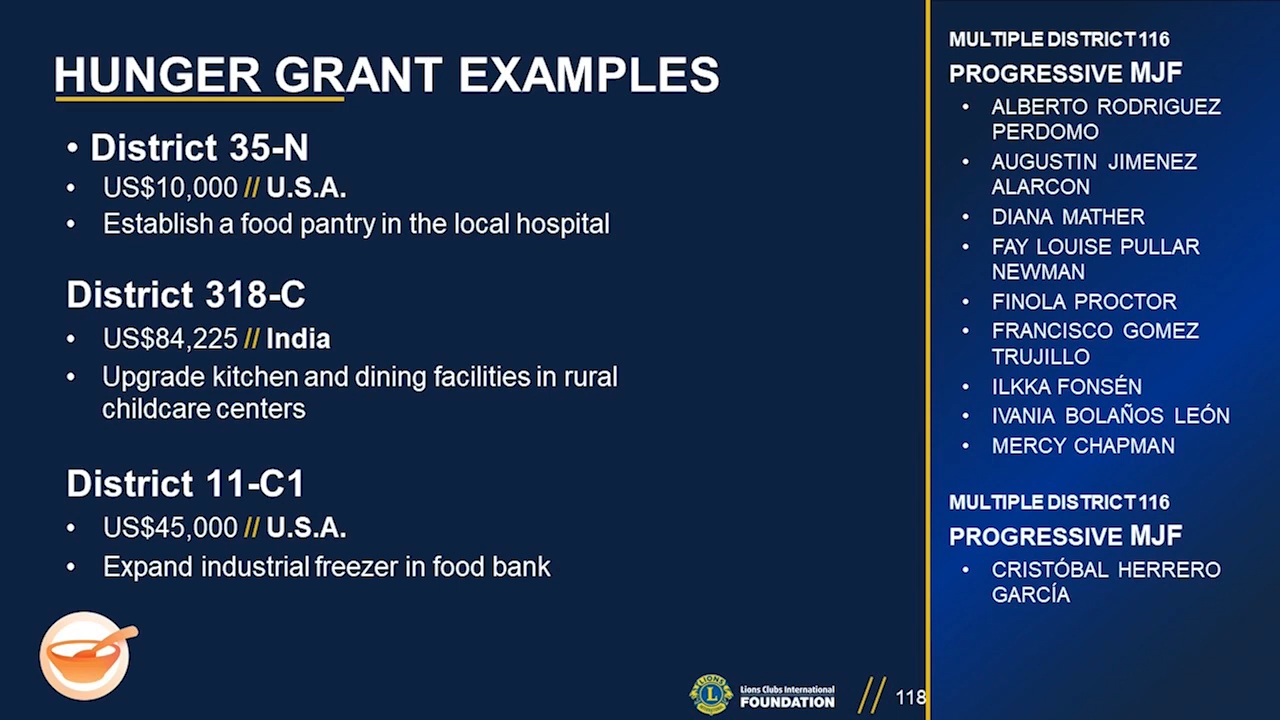 HUNGER GRANT EXAMPLES
• District 35-N
• US$10,000 // U.S.A.
• Establish a food pantry in the local hospital
District 318-C
• US$84,225 // India
• Upgrade kitchen and dining facilities in rural
childcare centers
District 11-C1
• US$45,000 // U.S.A.
• Expand industrial freezer in food bank
LIONS
L
INTERNATIONAL
Lions Clubs International
FOUNDATION
// 118
MULTIPLE DISTRICT 116
PROGRESSIVE MJF
• ALBERTO RODRIGUEZ
PERDOMO
• AUGUSTIN JIMENEZ
ALARCON
• DIANA MATHER
• FAY LOUISE PULLAR
NEWMAN
• FINOLA PROCTOR
• FRANCISCO GOMEZ
TRUJILLO
• ILKKA FONSÉN
• IVANIA BOLAÑOS LEÓN
• MERCY CHAPMAN
MULTIPLE DISTRICT 116
PROGRESSIVE MJF
• CRISTÓBAL HERRERO
GARCÍA